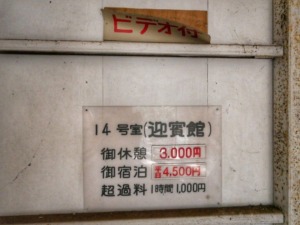 ビデオ付
14号室(迎賓館)
御休憩 3.000円
御宿泊 4.500円
超過料 1時間1,000円